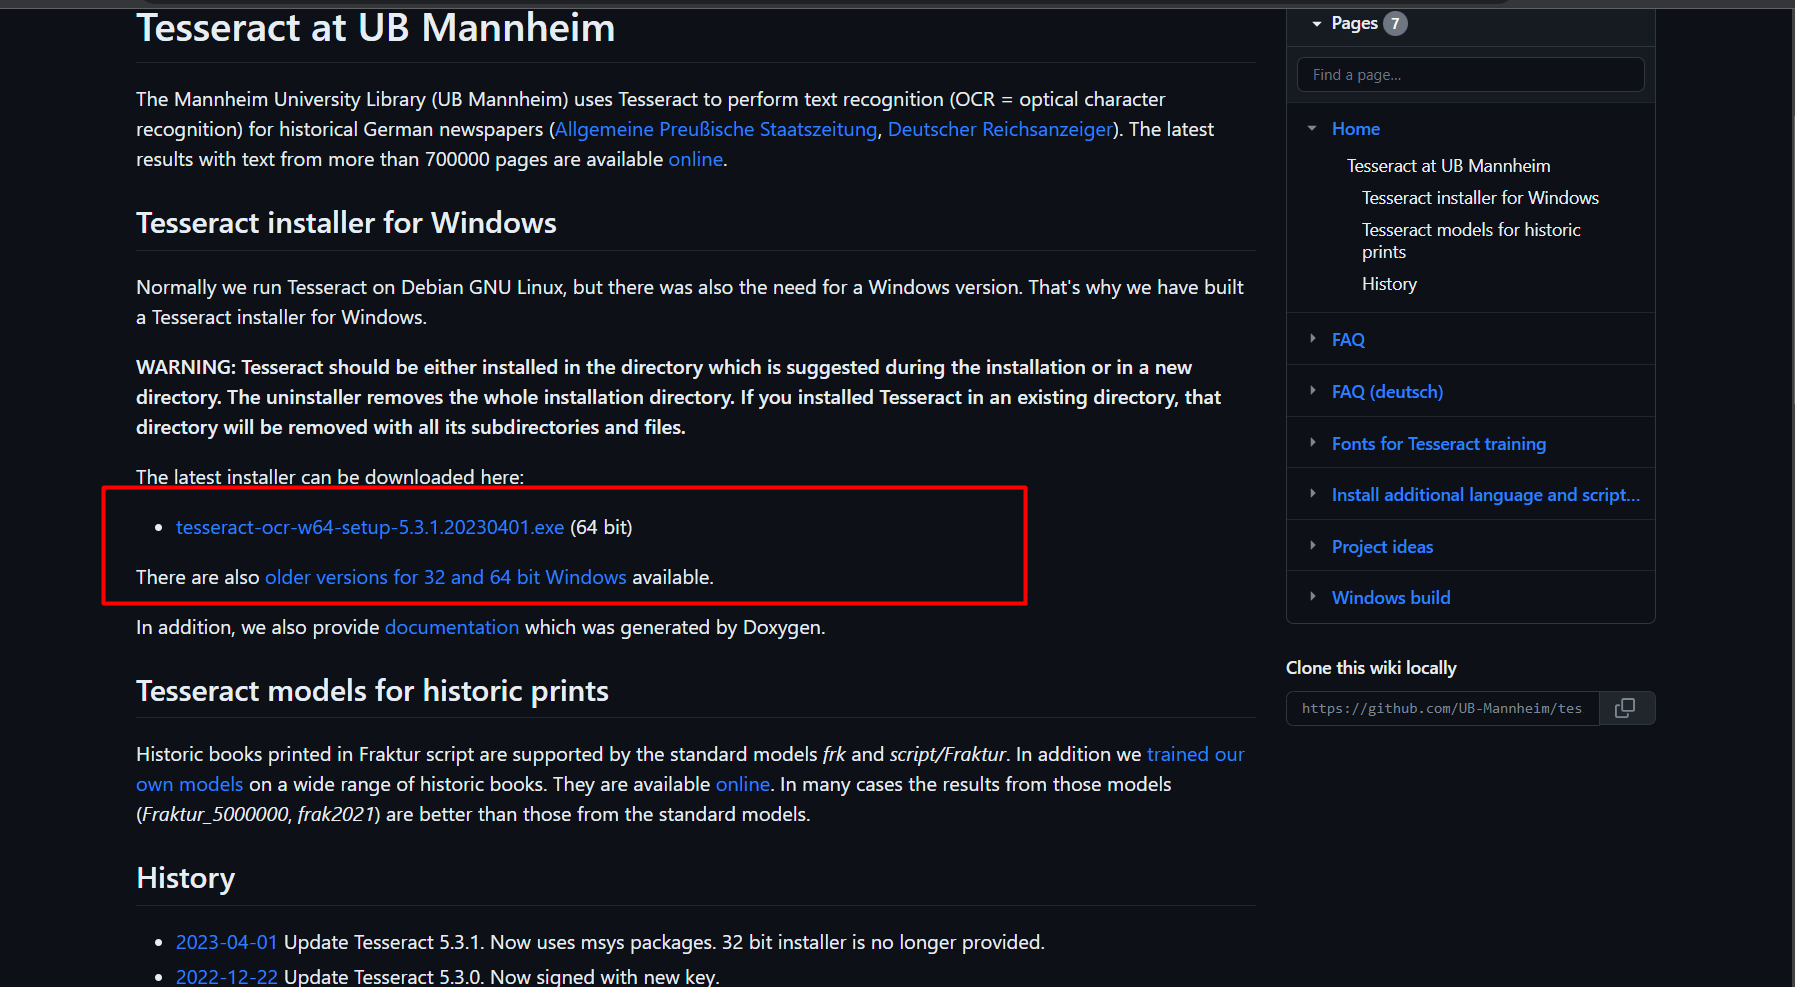 Tesseract at UB Mannheim
The Mannheim University Library (UB Mannheim) uses Tesseract to perform text recognition (OCR = optical character
recognition) for historical German newspapers (Allgemeine Preußische Staatszeitung, Deutscher Reichsanzeiger). The latest
results with text from more than 700000 pages are available online.
Tesseract installer for Windows
Normally we run Tesseract on Debian GNU Linux, but there was also the need for a Windows version. That's why we have built
a Tesseract installer for Windows.
WARNING: Tesseract should be either installed in the directory which is suggested during the installation or in a new
directory. The uninstaller removes the whole installation directory. If you installed Tesseract in an existing directory, that
directory will be removed with all its subdirectories and files.
The latest installer can be downloaded here:
• tesseract-ocr-w64-setup-5.3.1.20230401.exe (64 bit)
There are also older versions for 32 and 64 bit Windows available.
In addition, we also provide documentation which was generated by Doxygen.
Tesseract models for historic prints
Historic books printed in Fraktur script are supported by the standard models frk and script/Fraktur. In addition we trained our
own models on a wide range of historic books. They are available online. In many cases the results from those models
(Fraktur_5000000, frak2021) are better than those from the standard models.
History
• 2023-04-01 Update Tesseract 5.3.1. Now uses msys packages. 32 bit installer is no longer provided.
• 2022-12-22 Update Tesseract 5.3.0. Now signed with new key.
Pages 7
Find a page...
Home
Tesseract at UB Mannheim
Tesseract installer for Windows
Tesseract models for historic
prints
History
FAQ
FAQ (deutsch)
Fonts for Tesseract training
Install additional language and script...
Project ideas
Windows build
Clone this wiki locally
https://github.com/UB-Mannheim/tes